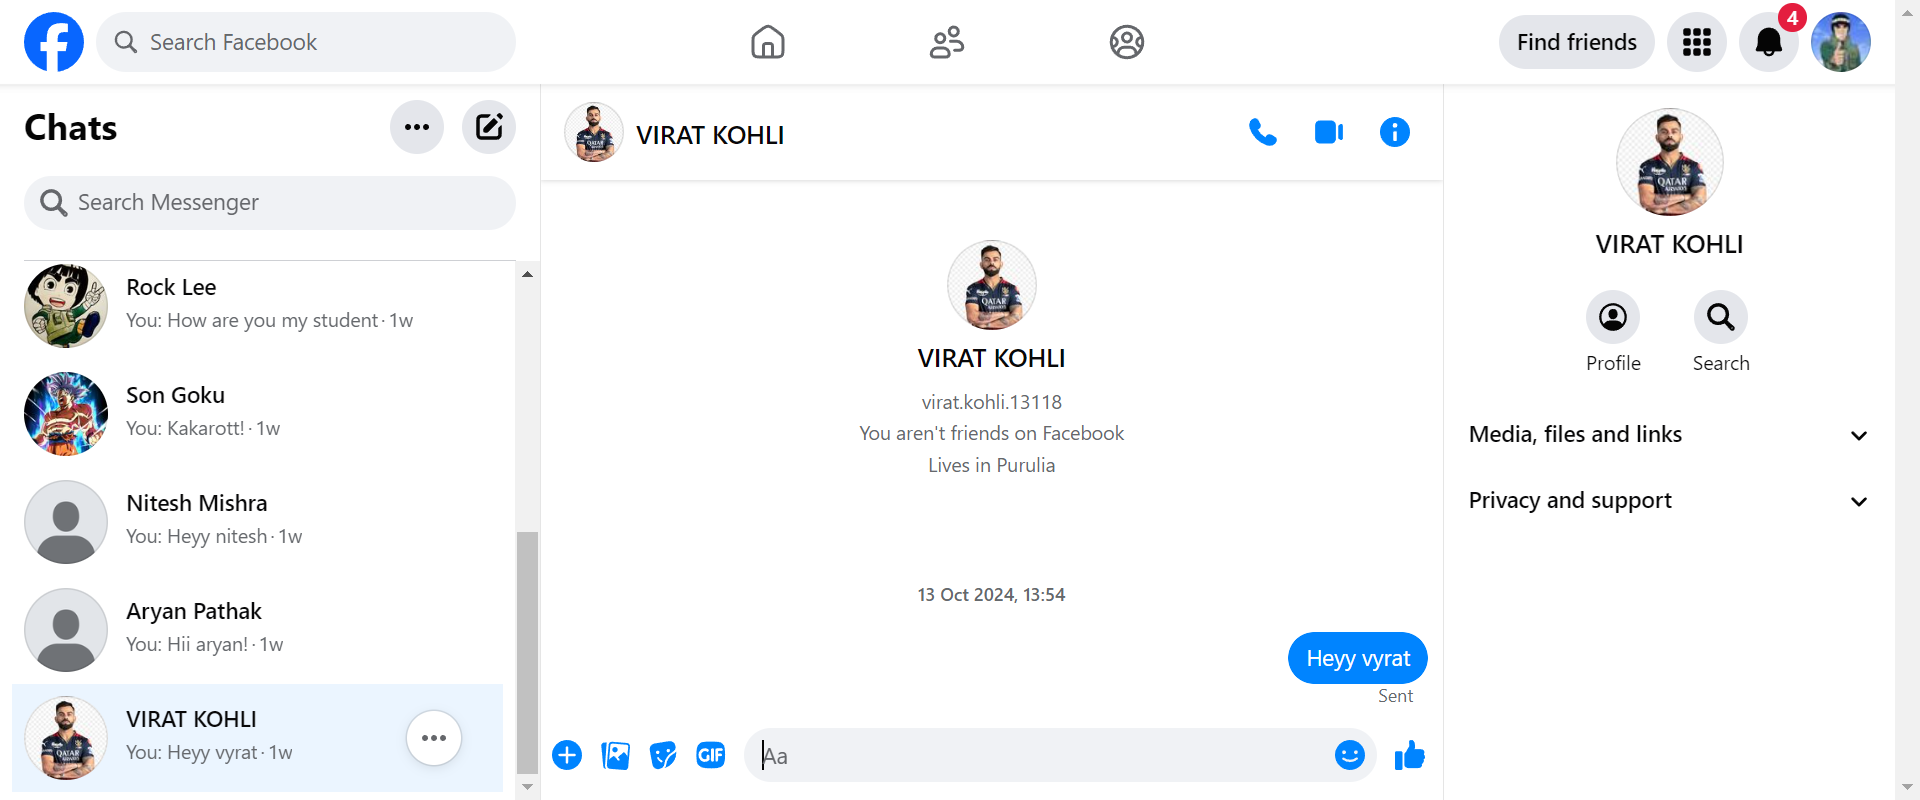 Search Facebook
Find friends
4
Chats
Search Messenger
Rock Lee
You: How are you my student · 1w
Son Goku
You: Kakarott! · 1w
Nitesh Mishra
You: Heyy nitesh · 1w
Aryan Pathak
You: Hii aryan! · 1w
VIRAT KOHLI
You: Heyy vyrat · 1w
VIRAT KOHLI
QATAR
AIRWAYS
VIRAT KOHLI
virat.kohli.13118
You aren't friends on Facebook
Lives in Purulia
13 Oct 2024, 13:54
Heyy vyrat
Sent
GIF
Aa
QATAR
AIRWAYS
VIRAT KOHLI
Profile
Search
Media, files and links
Privacy and support